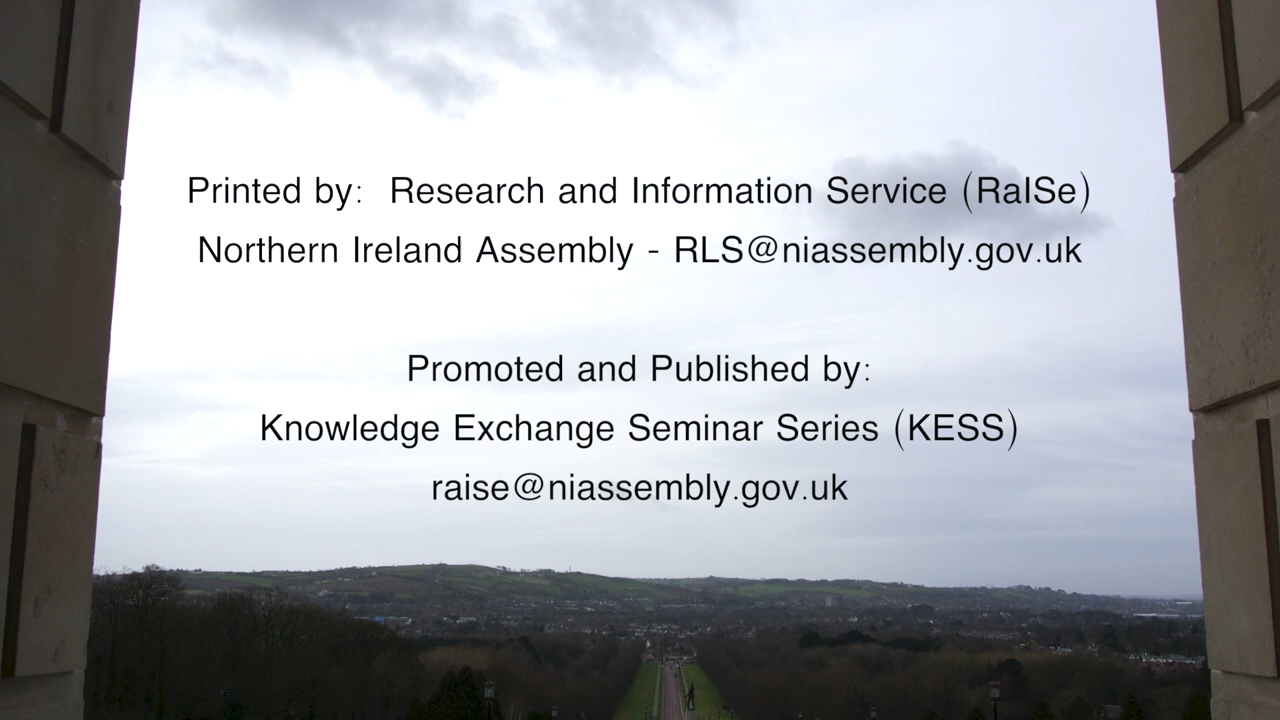 Printed by:  Research and Information Service (RaISe)
Northern Ireland Assembly - RLS@niassembly.gov.uk
Promoted and Published by:
Knowledge Exchange Seminar Series (KESS)
raise@niassembly.gov.uk